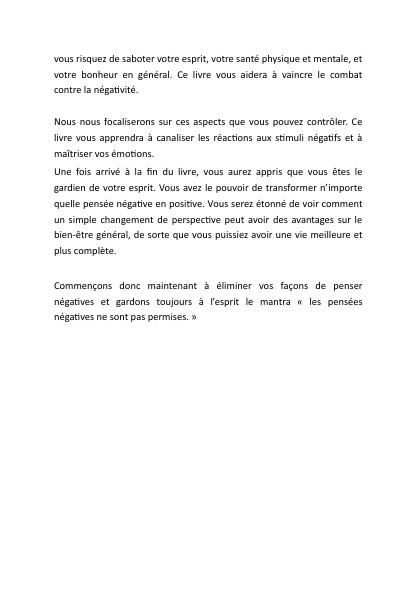 vous risquez de saboter votre esprit, votre santé physique et mentale, et
votre bonheur en général. Ce livre vous aidera à vaincre le combat
contre la négativité.
Nous nous focaliserons sur ces aspects que vous pouvez contrôler. Ce
livre vous apprendra à canaliser les réactions aux stimuli négatifs et à
maîtriser vos émotions.
Une fois arrivé à la fin du livre, vous aurez appris que vous êtes le
gardien de votre esprit. Vous avez le pouvoir de transformer n’importe
quelle pensée négative en positive. Vous serez étonné de voir comment
un simple changement de perspective peut avoir des avantages sur le
bien-être général, de sorte que vous puissiez avoir une vie meilleure et
plus complète.
Commençons donc maintenant à éliminer vos façons de penser
négatives et gardons toujours à l’esprit le mantra « les pensées
négatives ne sont pas permises. »